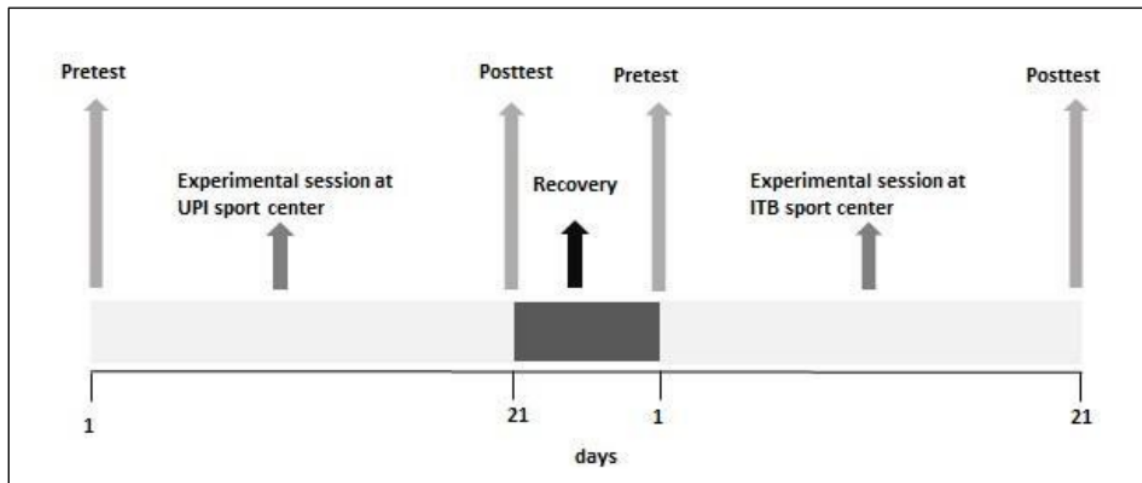 Pretest
Posttest
Pretest
Posttest
Experimental session at
UPI sport center
Recovery
Experimental session at
ITB sport center
1
21
1
21
days